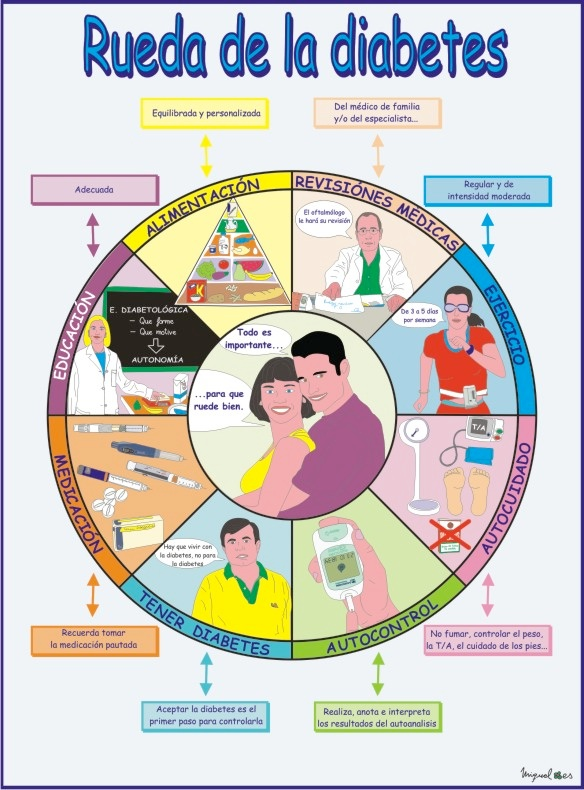 Rueda de la diabetes
Equilibrada y personalizada
Del médico de familia
y/o del especialista...
Adecuada
Regular y de
intensidad moderada
ALIMENTACIÓN
REVISIÓNES MEDICAS
El oftalmólogo
le hará su revisión
EDUCACIÓN
E. DIABETOLÓGICA
- Que forme
- Que motive
AUTONOMÍA
De 3 a 5 días
por semana
EJERCICIO
Todo es
importante...
...para que
ruede bien.
MEDICACIÓN
T/A
AUTOCUIDADO
Hay que vivir con
la diabetes, no para
la diabetes
TENER DIABETES
AUTOCONTROL
Recuerda tomar
la medicación pautada
No fumar, controlar el peso,
la T/A, el cuidado de los pies...
Aceptar la diabetes es el
primer paso para controlarla
Realiza, anota e interpreta
los resultados del autoanalisis